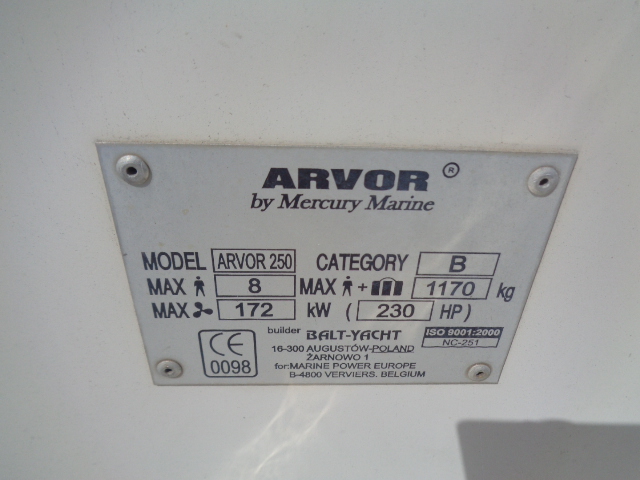 ARVOR ®
by Mercury Marine
MODEL ARVOR 250 CATEGORY B
MAX 8 MAX + 1170 kg
MAX 172 kW ( 230 HP)
CE 0098
builder BALT-YACHT
16-300 AUGUSTÓW-POLAND
ŻARNOWO 1
for:MARINE POWER EUROPE
B-4800 VERVIERS. BELGIUM
ISO 9001:2000
NC-251